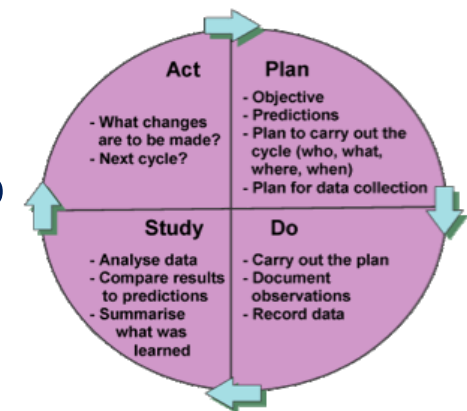 Act
- What changes
are to be made?
- Next cycle?
Plan
- Objective
- Predictions
- Plan to carry out the
cycle (who, what,
where, when)
- Plan for data collection
Study
- Analyse data
- Compare results
to predictions
- Summarise
what was
learned
Do
- Carry out the plan
- Document
observations
- Record data